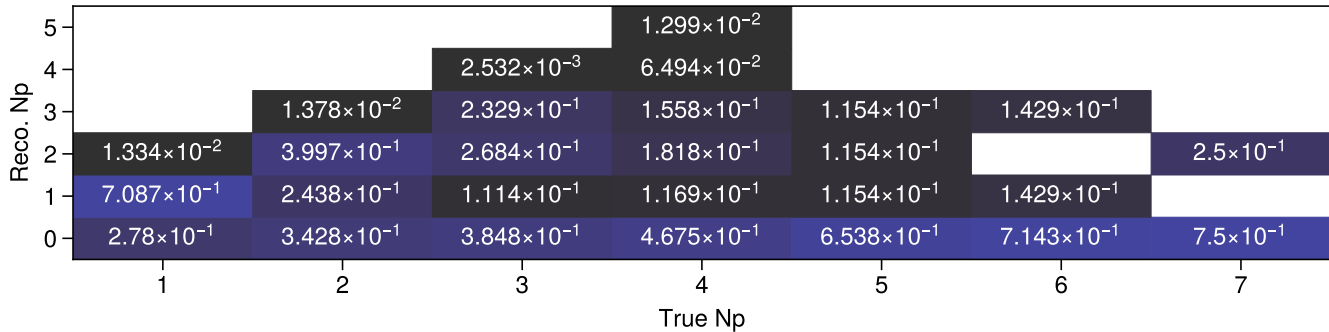 5 1.299×10⁻²
4 2.532×10⁻³ 6.494×10⁻²
3 1.378×10⁻² 2.329×10⁻¹ 1.558×10⁻¹ 1.154×10⁻¹ 1.429×10⁻¹
2 1.334×10⁻² 3.997×10⁻¹ 2.684×10⁻¹ 1.818×10⁻¹ 1.154×10⁻¹ 2.5×10⁻¹
1 7.087×10⁻¹ 2.438×10⁻¹ 1.114×10⁻¹ 1.169×10⁻¹ 1.154×10⁻¹ 1.429×10⁻¹
0 2.78×10⁻¹ 3.428×10⁻¹ 3.848×10⁻¹ 4.675×10⁻¹ 6.538×10⁻¹ 7.143×10⁻¹ 7.5×10⁻¹
Reco. Np
1 2 3 4 5 6 7
True Np